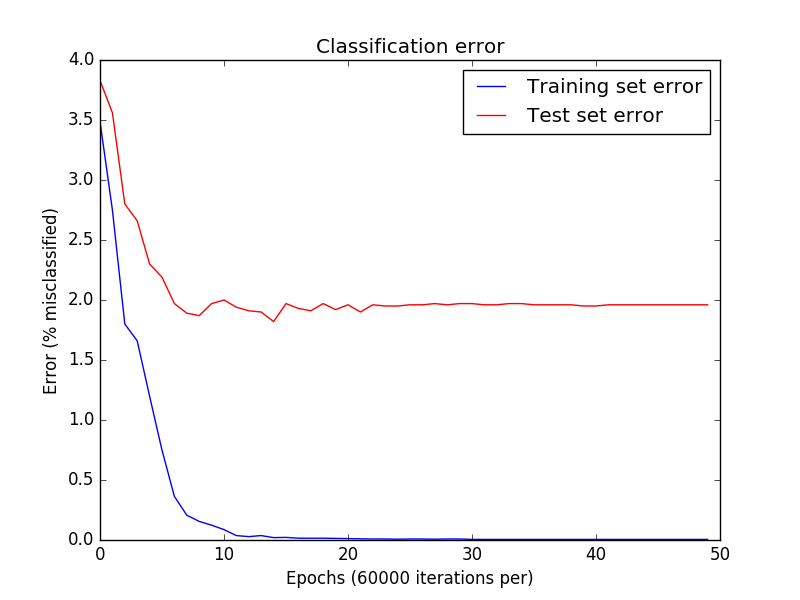 Classification error
Training set error
Test set error
Error (% misclassified)
4.0
3.5
3.0
2.5
2.0
1.5
1.0
0.5
0.0
0 10 20 30 40 50
Epochs (60000 iterations per)